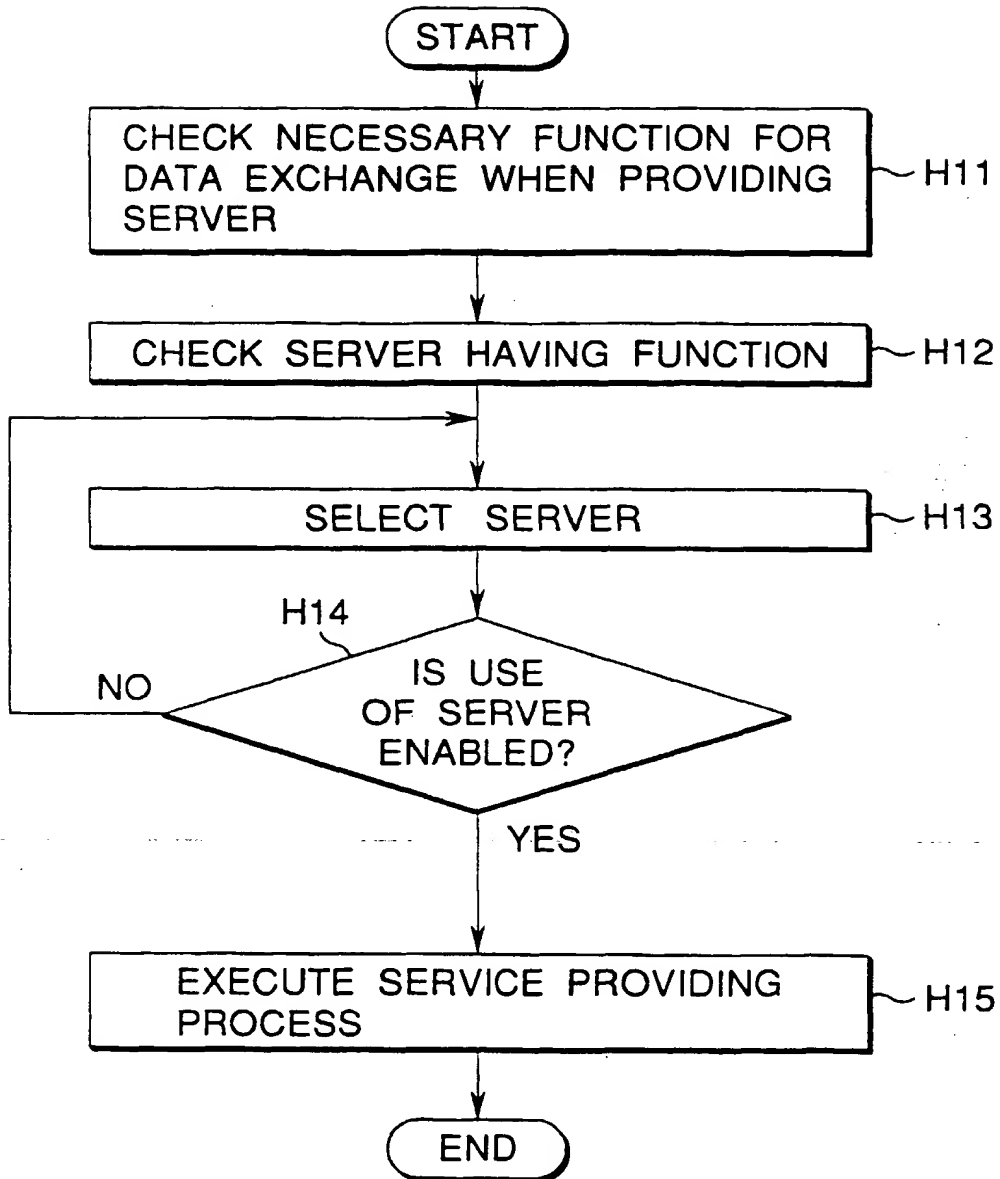 START
CHECK NECESSARY FUNCTION FOR
DATA EXCHANGE WHEN PROVIDING
SERVER
H11
CHECK SERVER HAVING FUNCTION
H12
SELECT SERVER
H13
H14
IS USE
OF SERVER
ENABLED?
NO
YES
EXECUTE SERVICE PROVIDING
PROCESS
H15
END